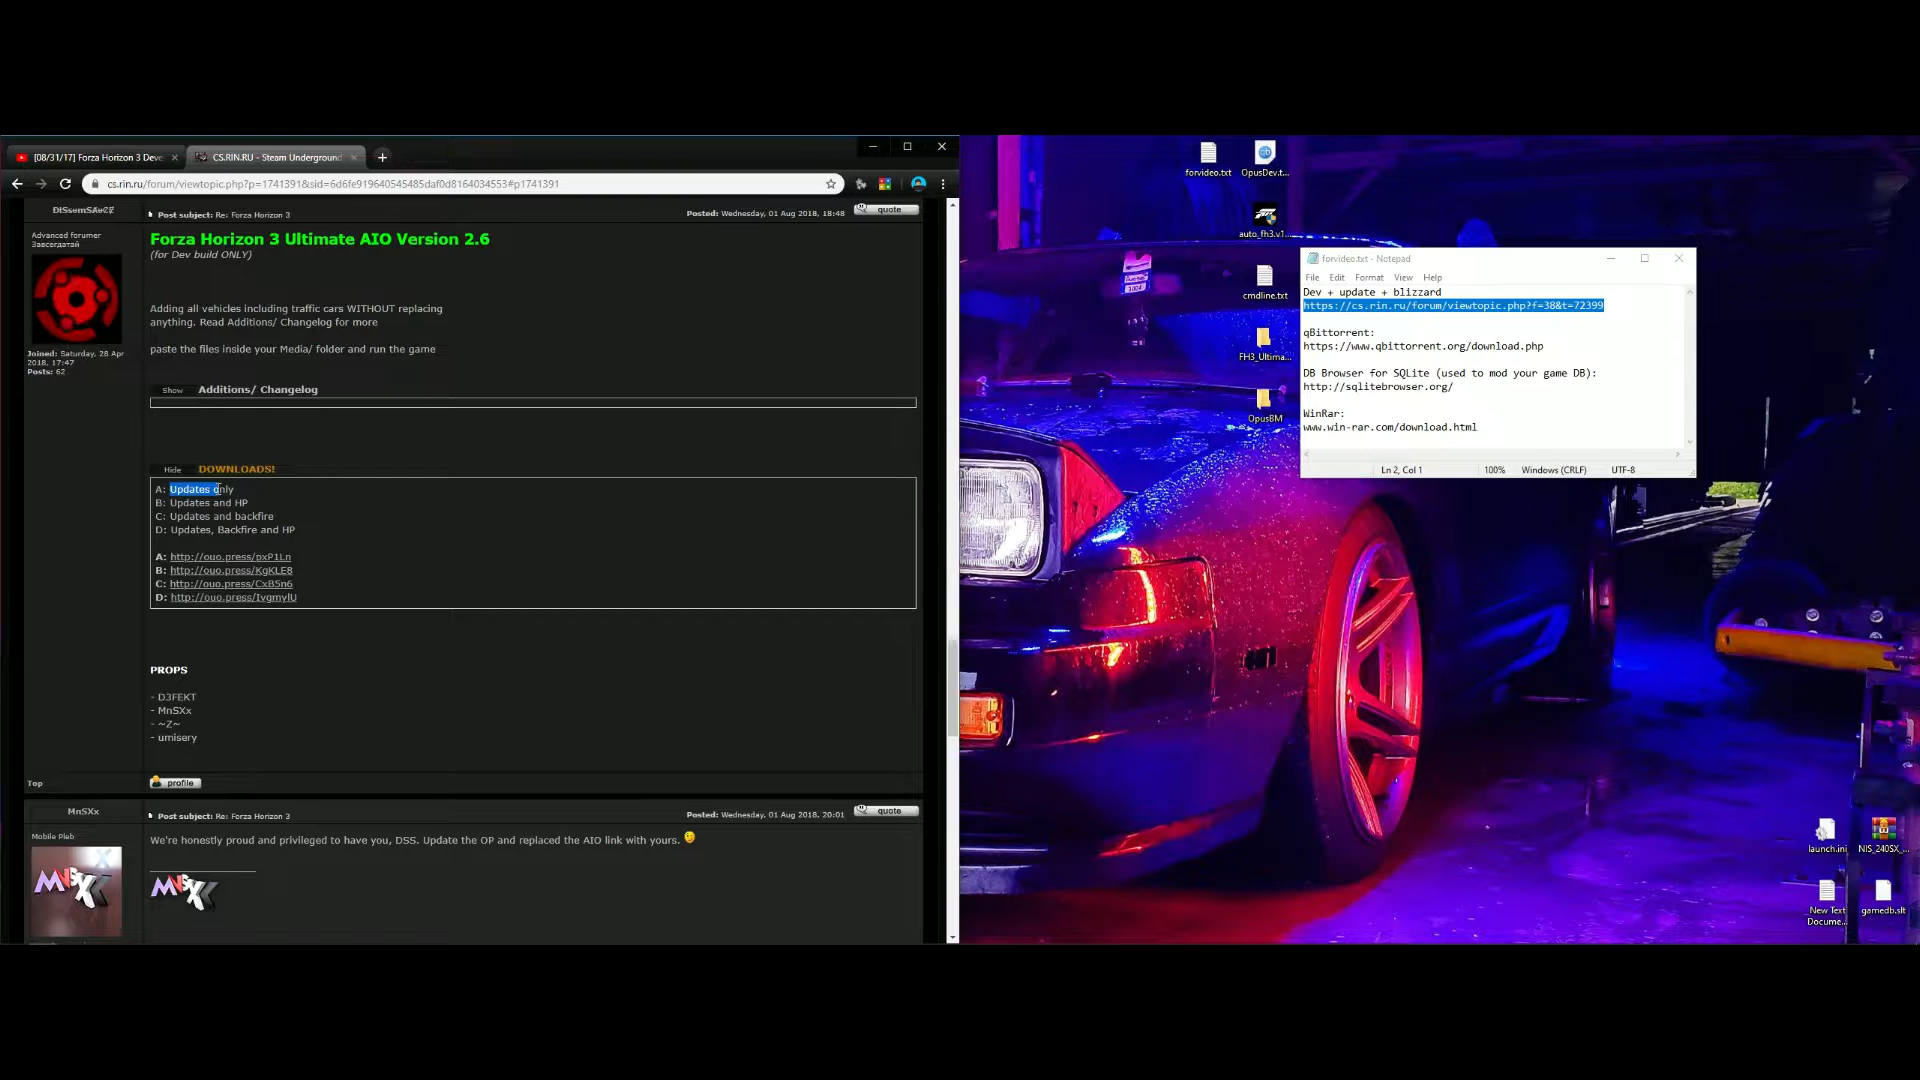 [08/31/17] Forza Horizon 3 Deve
CS.RIN.RU - Steam Underground
cs.rin.ru/forum/viewtopic.php?p=1741391&sid=6d6fe919640545485daf0d8164034553#p1741391
ÐISsemSÄeȻɆ
Post subject: Re: Forza Horizon 3
Posted: Wednesday, 01 Aug 2018, 18:48
quote
Advanced forumer
Завсегдатай
Joined: Saturday, 28 Apr
2018, 17:47
Posts: 62
Forza Horizon 3 Ultimate AIO Version 2.6
(for Dev build ONLY)
Adding all vehicles including traffic cars WITHOUT replacing
anything. Read Additions/ Changelog for more
paste the files inside your Media/ folder and run the game
Show Additions/ Changelog
Hide DOWNLOADS!
A: Updates only
B: Updates and HP
C: Updates and backfire
D: Updates, Backfire and HP
A: http://ouo.press/pxP1Ln
B: http://ouo.press/KgKLE8
C: http://ouo.press/CxB5n6
D: http://ouo.press/IvgmylU
PROPS
- D3FEKT
- MnSXx
- ~Z~
- umisery
Top
profile
MnSXx
Post subject: Re: Forza Horizon 3
Posted: Wednesday, 01 Aug 2018, 20:01
quote
Mobile Pleb
We're honestly proud and privileged to have you, DSS. Update the OP and replaced the AIO link with yours.
forvideo.txt
OpusDev.t...
auto_fh3.v1...
cmdline.txt
FH3_Ultima...
OpusBM
forvideo.txt - Notepad
File Edit Format View Help
Dev + update + blizzard
https://cs.rin.ru/forum/viewtopic.php?f=38&t=72399
qBittorrent:
https://www.qbittorrent.org/download.php
DB Browser for SQLite (used to mod your game DB):
http://sqlitebrowser.org/
WinRar:
www.win-rar.com/download.html
Ln 2, Col 1
100%
Windows (CRLF)
UTF-8
launch.ini
NIS_240SX_...
New Text
Docume...
gamedb.slt